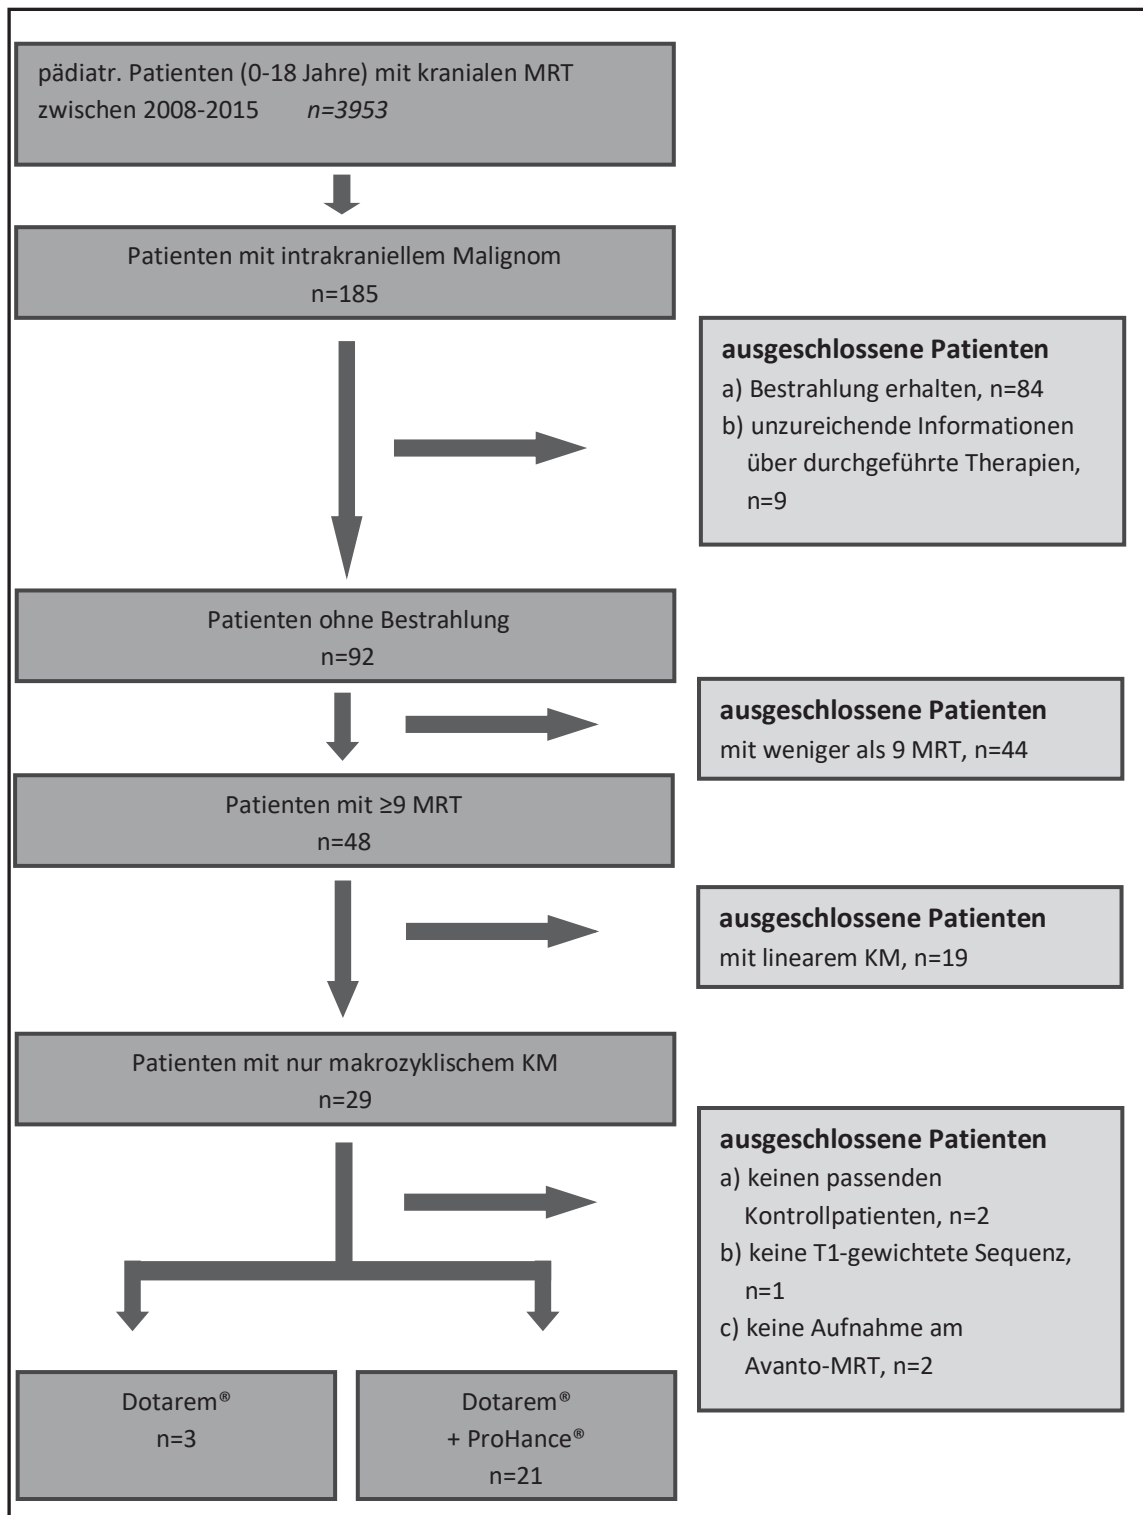 pädiatr. Patienten (0-18 Jahre) mit kranialen MRT
zwischen 2008-2015 n=3953
Patienten mit intrakraniellem Malignom
n=185
ausgeschlossene Patienten
a) Bestrahlung erhalten, n=84
b) unzureichende Informationen
über durchgeführte Therapien,
n=9
Patienten ohne Bestrahlung
n=92
ausgeschlossene Patienten
mit weniger als 9 MRT, n=44
Patienten mit ≥9 MRT
n=48
ausgeschlossene Patienten
mit linearem KM, n=19
Patienten mit nur makrozyklischem KM
n=29
ausgeschlossene Patienten
a) keinen passenden
Kontrollpatienten, n=2
b) keine T1-gewichtete Sequenz,
n=1
c) keine Aufnahme am
Avanto-MRT, n=2
Dotarem®
n=3
Dotarem®
+ ProHance®
n=21